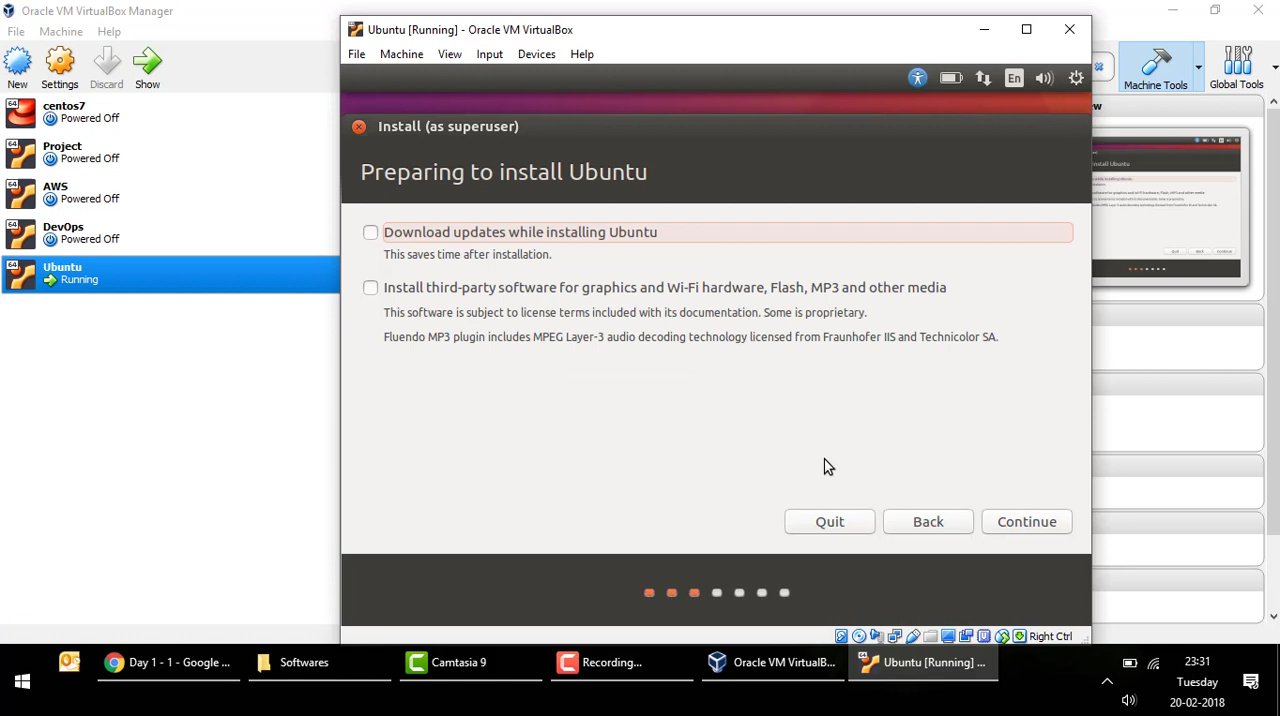 Oracle VM VirtualBox Manager
File Machine Help
New Settings Discard Show
Machine Tools Global Tools
64 centos7
Powered Off
64 Project
Powered Off
64 AWS
Powered Off
64 DevOps
Powered Off
64 Ubuntu
Running
Ubuntu [Running] - Oracle VM VirtualBox
File Machine View Input Devices Help
En
Install (as superuser)
Preparing to install Ubuntu
Download updates while installing Ubuntu
This saves time after installation.
Install third-party software for graphics and Wi-Fi hardware, Flash, MP3 and other media
This software is subject to license terms included with its documentation. Some is proprietary.
Fluendo MP3 plugin includes MPEG Layer-3 audio decoding technology licensed from Fraunhofer IIS and Technicolor SA.
Quit Back Continue
Right Ctrl
Day 1 - 1 - Google ...
Softwares
Camtasia 9
Recording...
Oracle VM VirtualB...
Ubuntu [Running] ...
23:31
Tuesday
20-02-2018